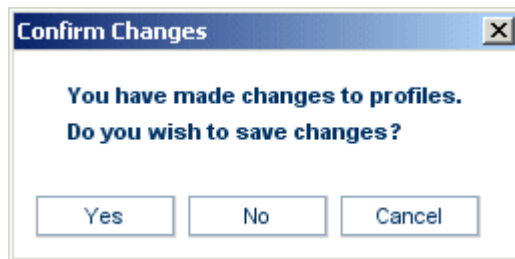 Confirm Changes
You have made changes to profiles.
Do you wish to save changes?
Yes No Cancel